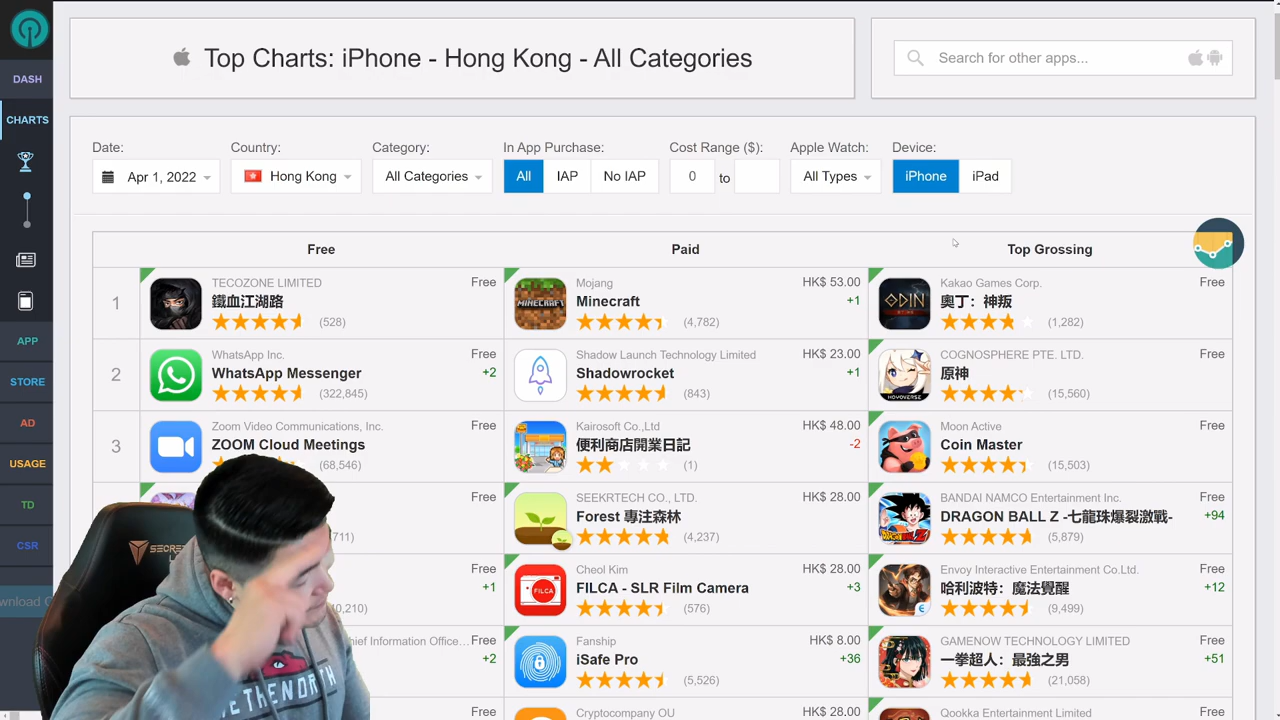 Top Charts: iPhone - Hong Kong - All Categories
Search for other apps...
DASH
CHARTS
APP
STORE
AD
USAGE
TD
CSR
Date:
Country:
Category:
In App Purchase:
Cost Range ($):
Apple Watch:
Device:
Apr 1, 2022
Hong Kong
All Categories
All
IAP
No IAP
0
to
All Types
iPhone
iPad
Free
Paid
Top Grossing
1
TECOZONE LIMITED
Free
鐵血江湖路
(528)
Mojang
HK$ 53.00
Minecraft
+1
(4,782)
ODIN
Kakao Games Corp.
Free
奧丁：神叛
(1,282)
2
WhatsApp Inc.
Free
WhatsApp Messenger
+2
(322,845)
Shadow Launch Technology Limited
HK$ 23.00
Shadowrocket
+1
(843)
HOYOVERSE
COGNOSPHERE PTE. LTD.
Free
原神
(15,560)
3
Zoom Video Communications, Inc.
Free
ZOOM Cloud Meetings
(68,546)
Kairosoft Co.,Ltd
HK$ 48.00
便利商店開業日記
-2
(1)
Moon Active
Free
Coin Master
(15,503)
Free
711)
SEEKRTECH CO., LTD.
HK$ 28.00
Forest 專注森林
(4,237)
BANDAI NAMCO Entertainment Inc.
Free
DRAGON BALL Z -七龍珠爆裂激戰-
+94
(5,879)
Free
+1
0,210)
FILCA
Cheol Kim
HK$ 28.00
FILCA - SLR Film Camera
+3
(576)
Envoy Interactive Entertainment Co.Ltd.
Free
哈利波特：魔法覺醒
+12
(9,499)
hief Information Office...
Free
+2
Fanship
HK$ 8.00
iSafe Pro
+36
(5,526)
GAMENOW TECHNOLOGY LIMITED
Free
一拳超人：最強之男
+51
(21,058)
Free
Cryptocompany OU
HK$ 28.00
Qookka Entertainment Limited
Free